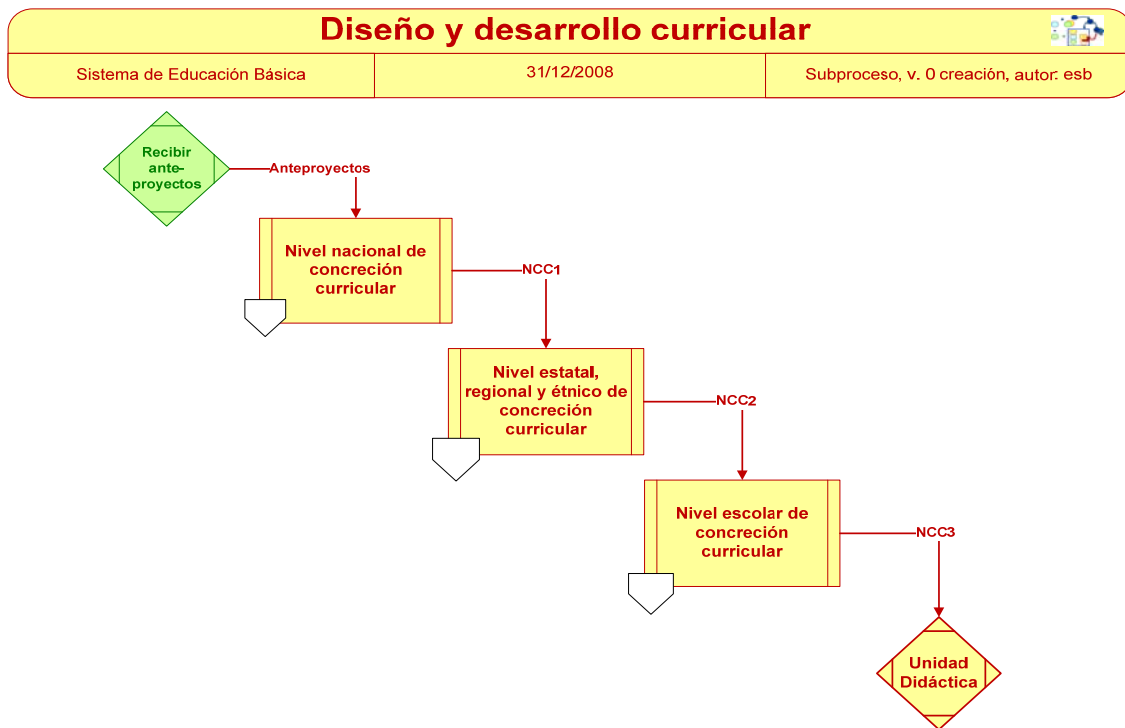 Diseño y desarrollo curricular
Sistema de Educación Básica
31/12/2008
Subproceso, v. 0 creación, autor: esb
Recibir
ante-
proyectos
Anteproyectos
Nivel nacional de
concreción
curricular
NCC1
Nivel estatal,
regional y étnico de
concreción
curricular
NCC2
Nivel escolar de
concreción
curricular
NCC3
Unidad
Didáctica